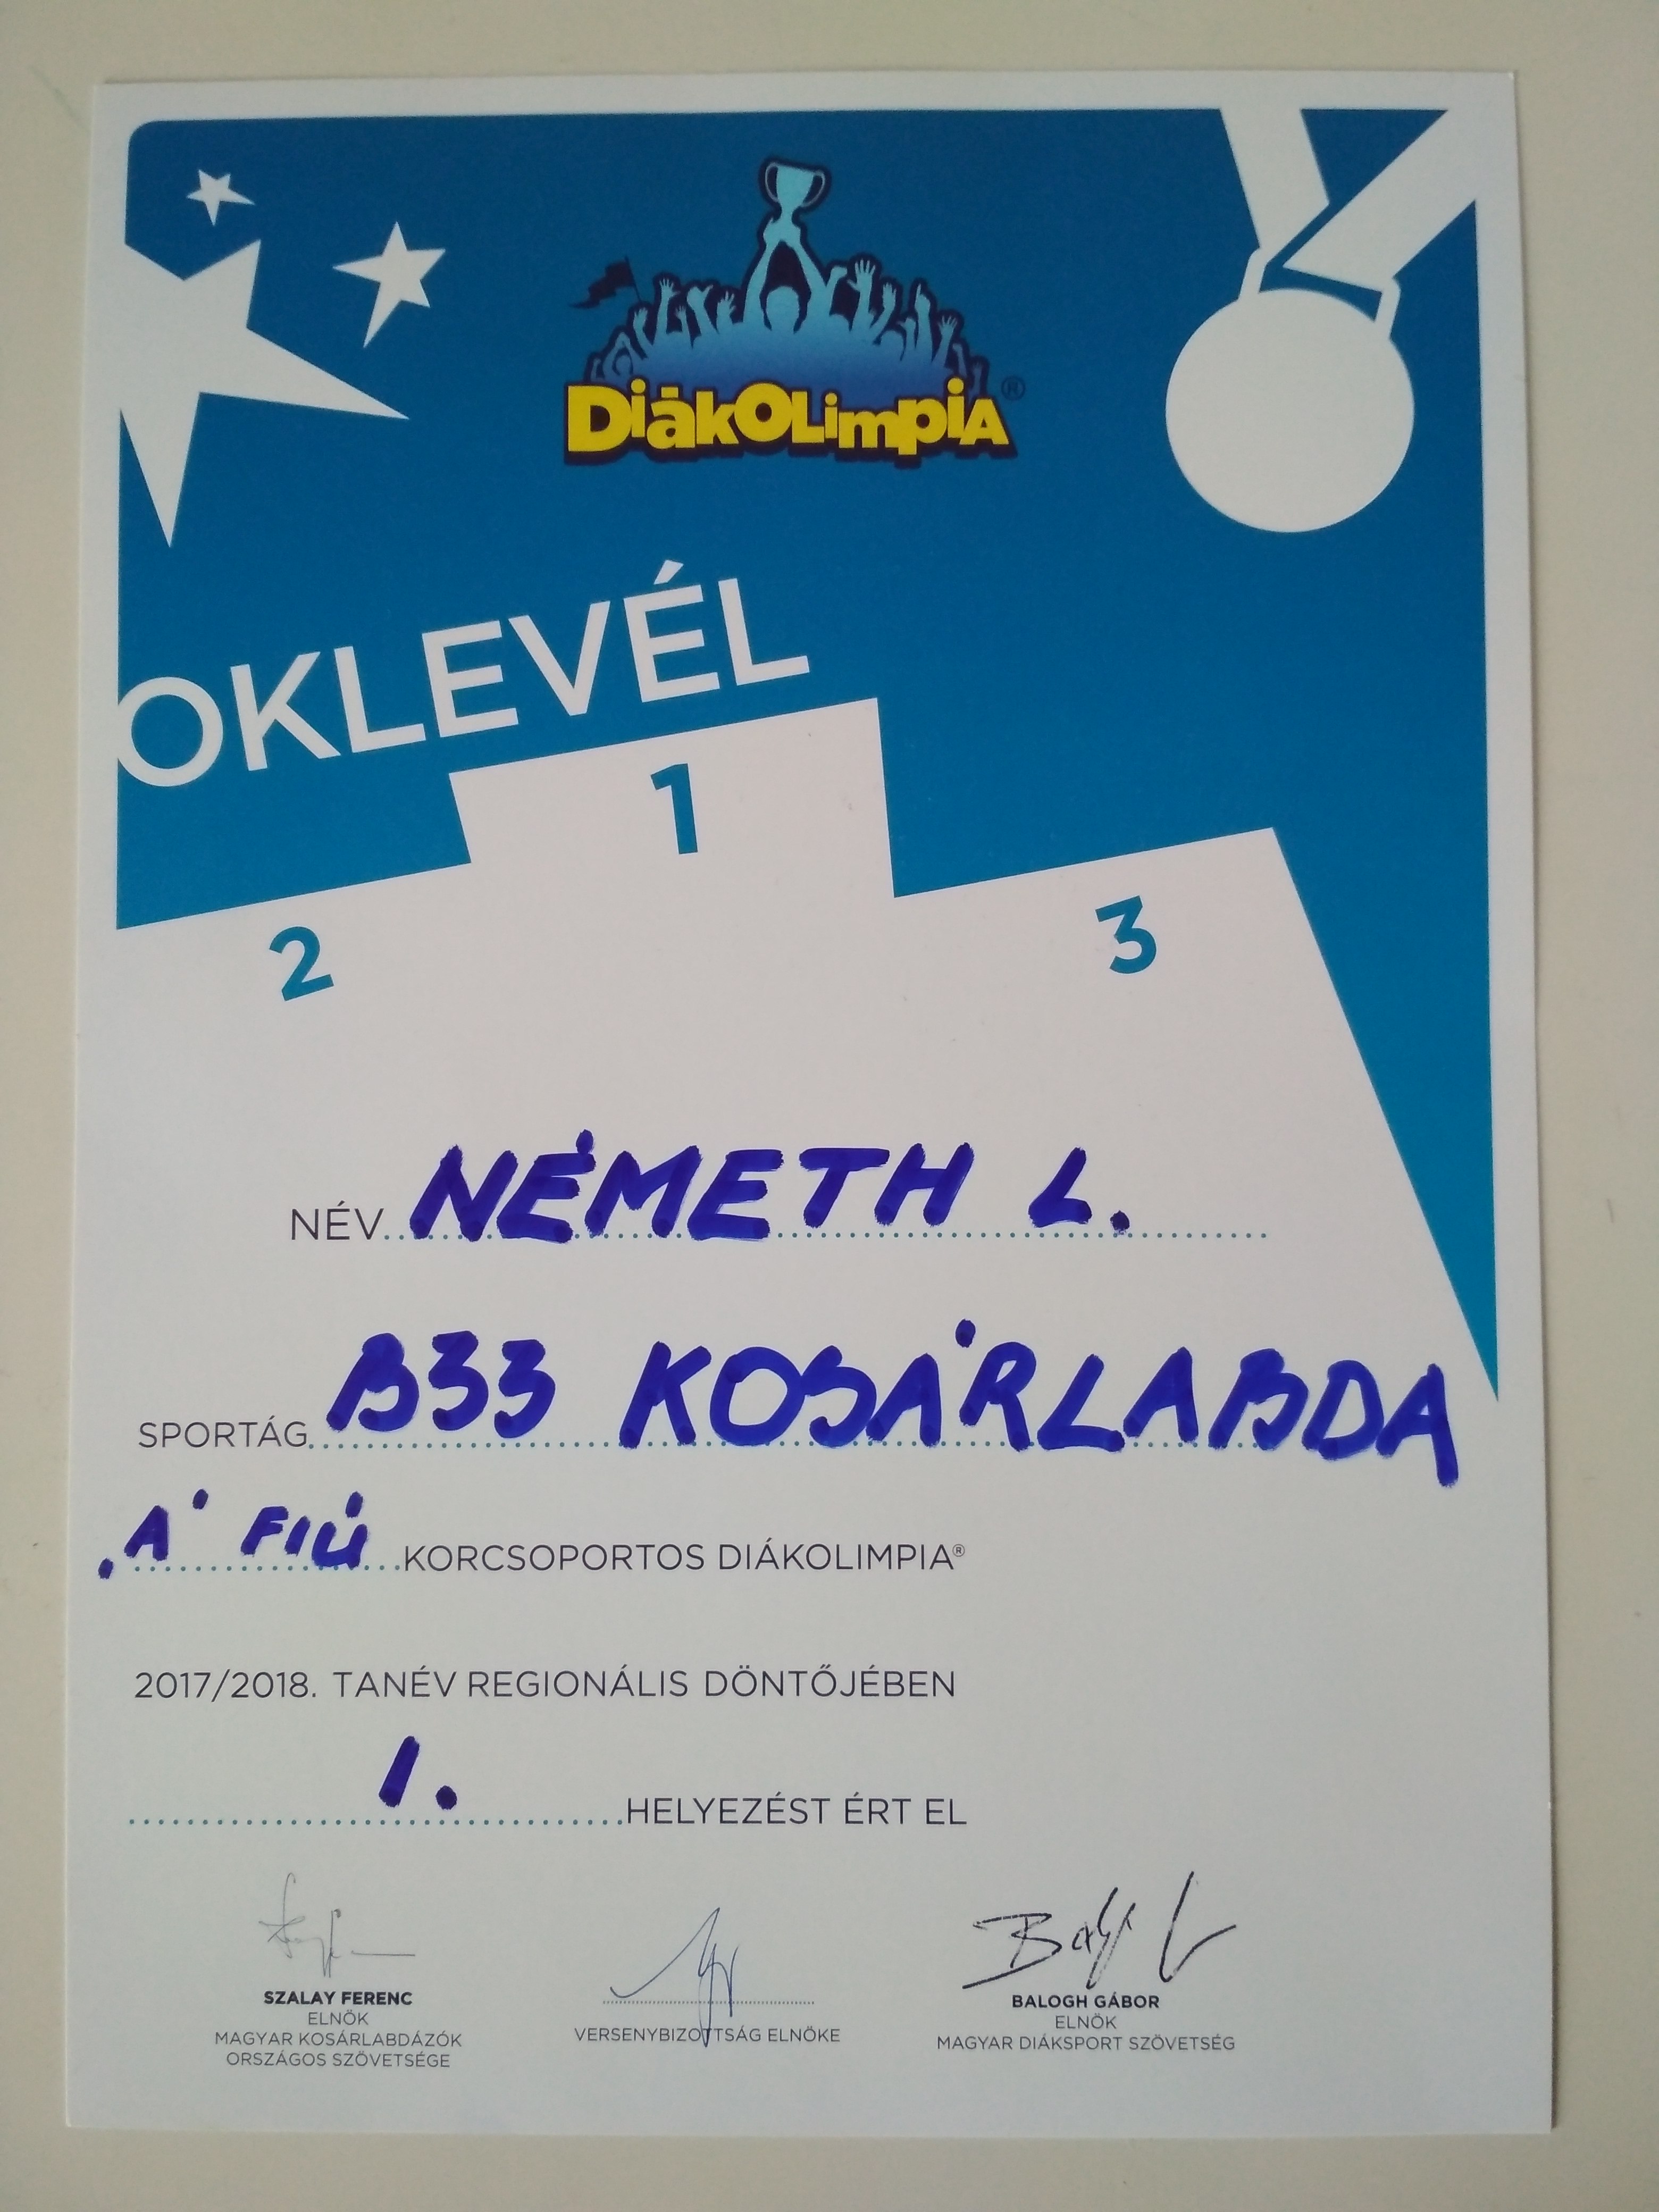 DiákOLimpiA®
OKLEVÉL
1
2
3
NÉV NÉMETH L.
SPORTÁG B33 KOSÁRLABDA
„A" FIÚ KORCSOPORTOS DIÁKOLIMPIA®
2017/2018. TANÉV REGIONÁLIS DÖNTŐJÉBEN
1. HELYEZÉST ÉRT EL
SZALAY FERENC
ELNÖK
MAGYAR KOSÁRLABDÁZÓK
ORSZÁGOS SZÖVETSÉGE
VERSENYBIZOTTSÁG ELNÖKE
BALOGH GÁBOR
ELNÖK
MAGYAR DIÁKSPORT SZÖVETSÉG